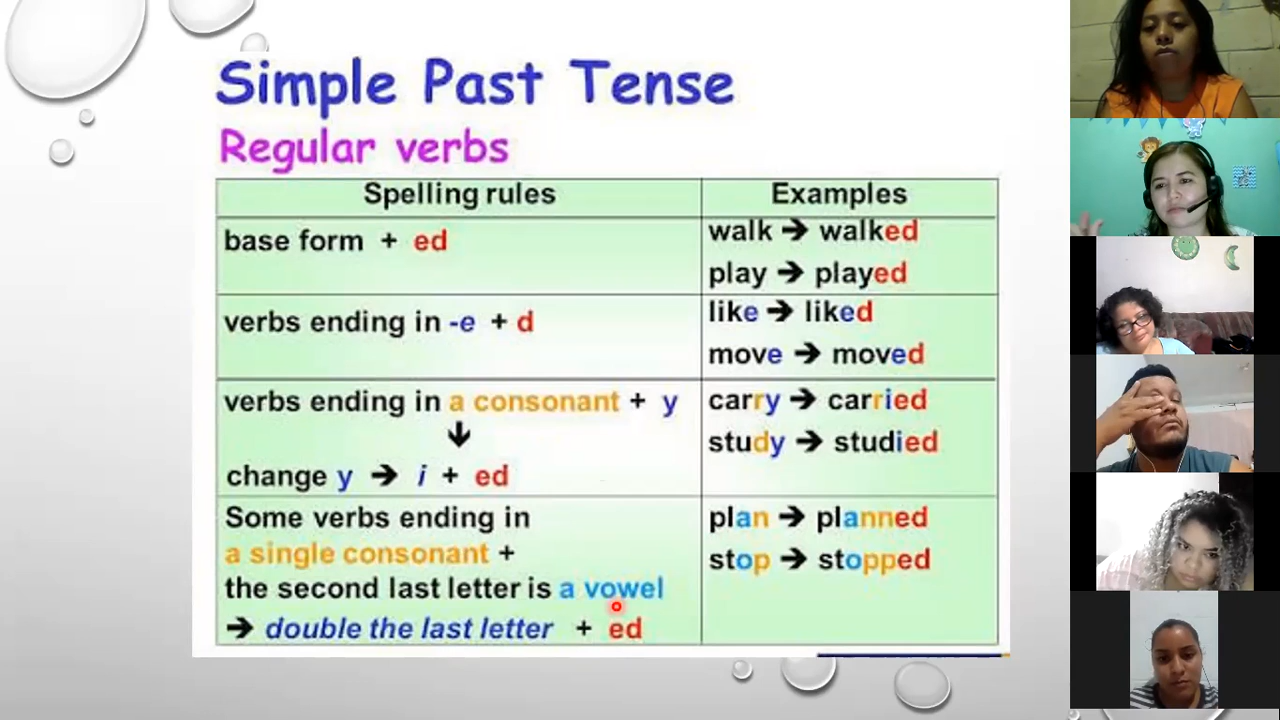 Simple Past Tense
Regular verbs
Spelling rules
Examples
base form + ed
walk ➔ walked
play ➔ played
verbs ending in -e + d
like ➔ liked
move ➔ moved
verbs ending in a consonant + y
🡫
change y ➔ i + ed
carry ➔ carried
study ➔ studied
Some verbs ending in
a single consonant +
the second last letter is a vowel
➔ double the last letter + ed
plan ➔ planned
stop ➔ stopped